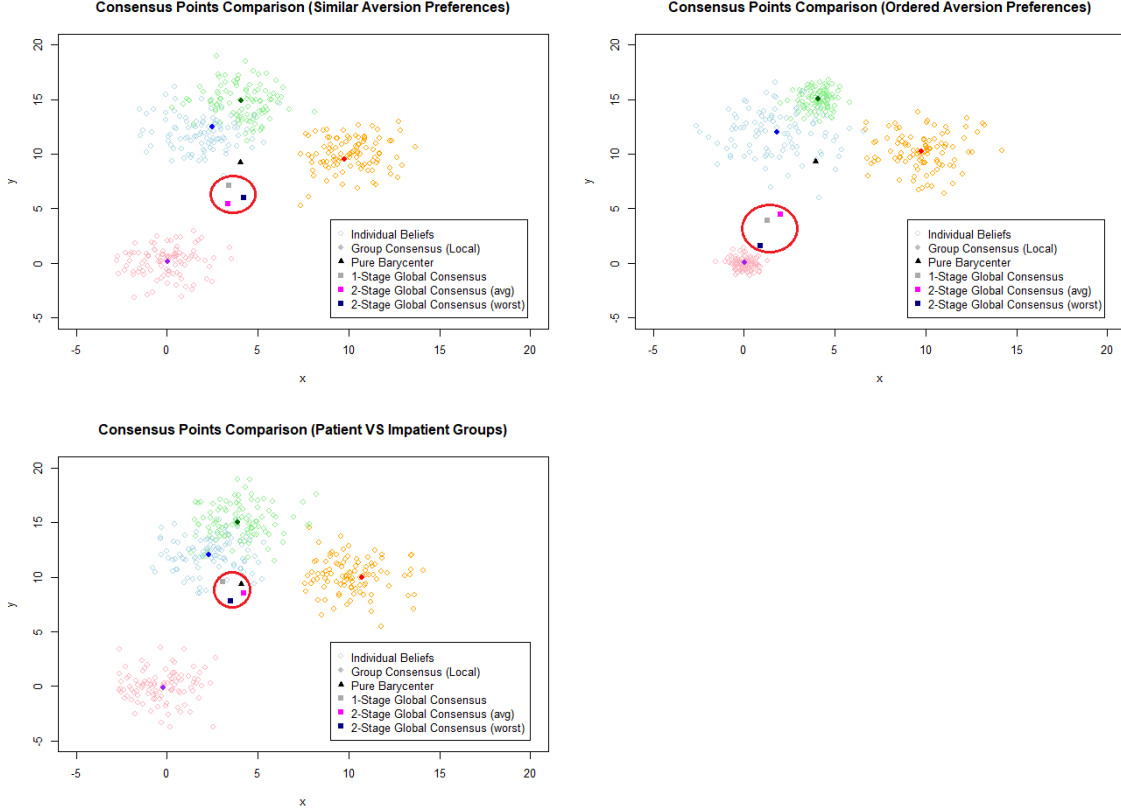 Consensus Points Comparison (Similar Aversion Preferences)
y
20
15
10
5
0
-5
-5 0 5 10 15 20
x
Individual Beliefs
Group Consensus (Local)
Pure Barycenter
1-Stage Global Consensus
2-Stage Global Consensus (avg)
2-Stage Global Consensus (worst)
Consensus Points Comparison (Ordered Aversion Preferences)
y
20
15
10
5
0
-5
-5 0 5 10 15 20
x
Individual Beliefs
Group Consensus (Local)
Pure Barycenter
1-Stage Global Consensus
2-Stage Global Consensus (avg)
2-Stage Global Consensus (worst)
Consensus Points Comparison (Patient VS Impatient Groups)
y
20
15
10
5
0
-5
-5 0 5 10 15 20
x
Individual Beliefs
Group Consensus (Local)
Pure Barycenter
1-Stage Global Consensus
2-Stage Global Consensus (avg)
2-Stage Global Consensus (worst)